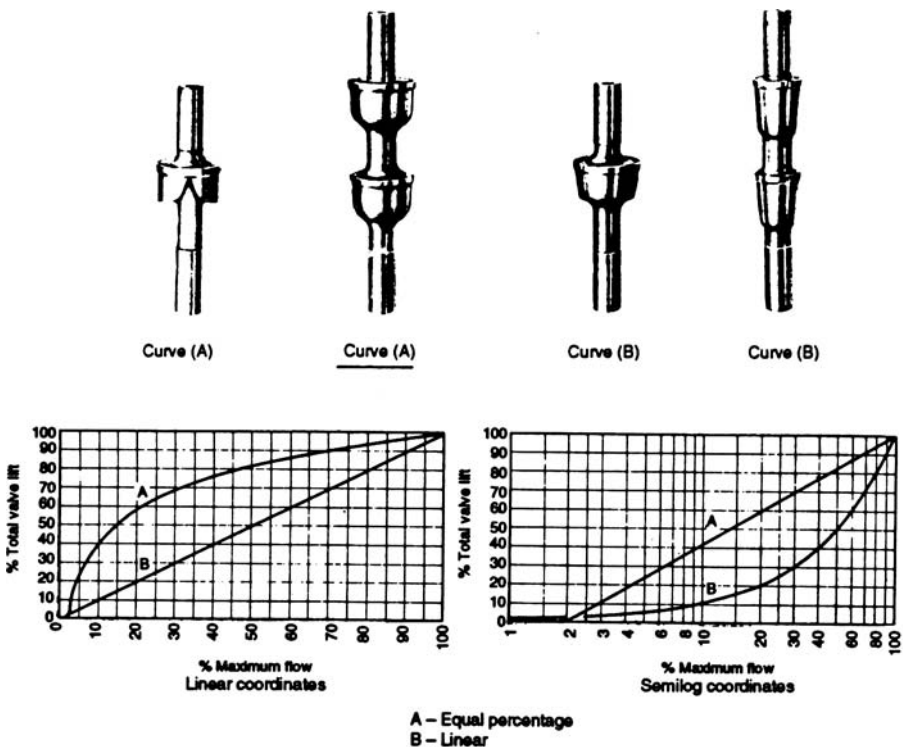 Curve (A)
Curve (A)
Curve (B)
Curve (B)
% Total valve lift
100
90
80
70
60
50
40
30
20
10
0
A
B
0
10
20
30
40
50
60
70
80
90
100
% Maximum flow
Linear coordinates
% Total valve lift
100
90
80
70
60
50
40
30
20
10
0
A
B
1
2
3
4
6
8
10
20
30
40
60
80
100
% Maximum flow
Semilog coordinates
A – Equal percentage
B – Linear